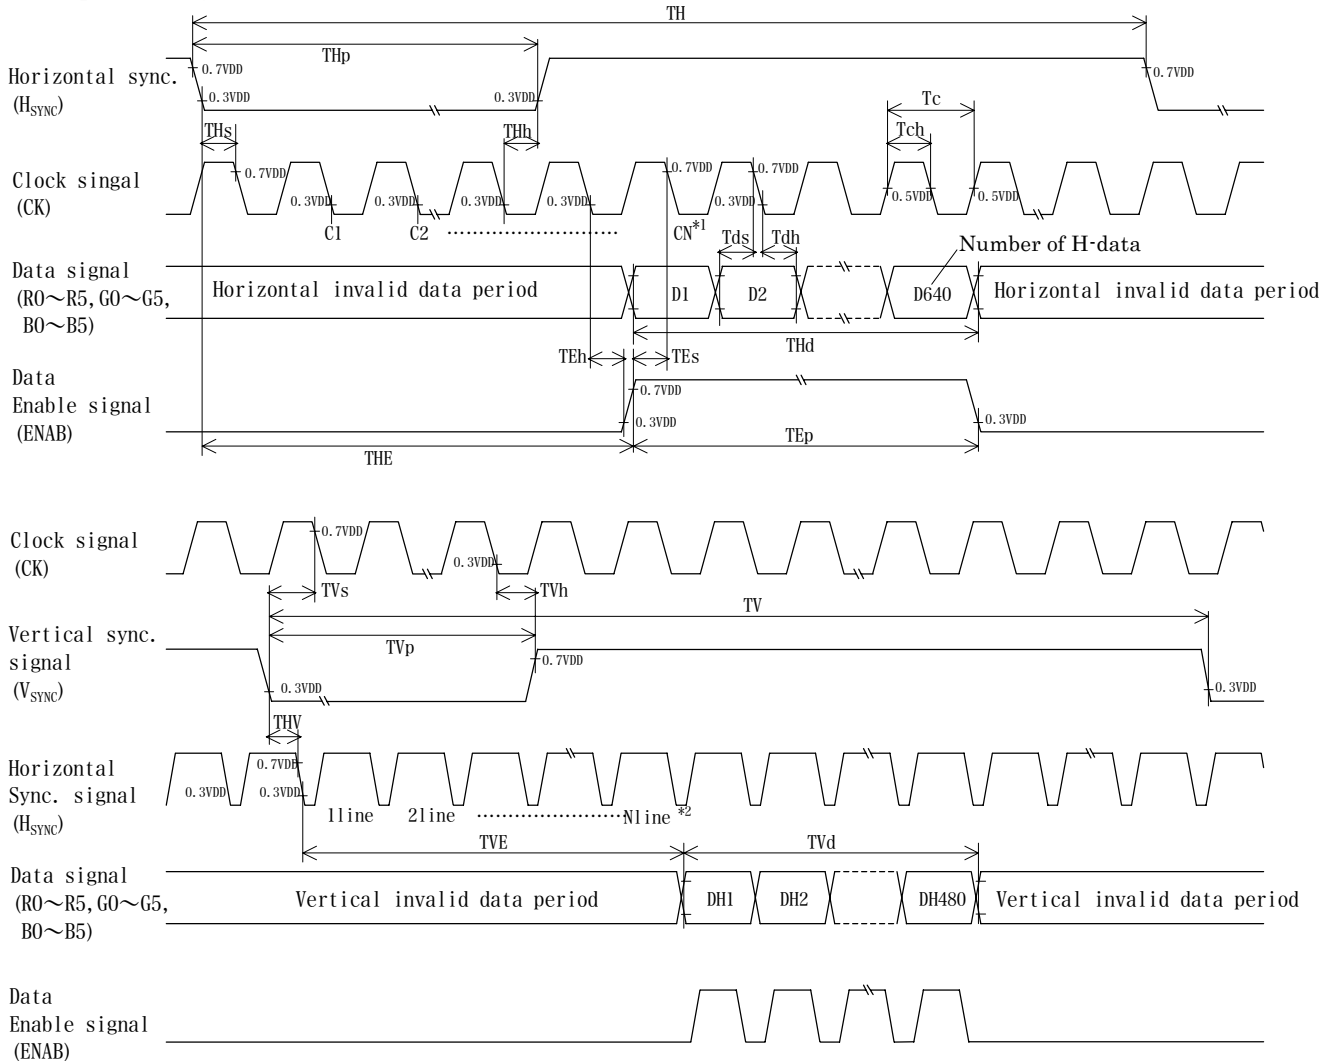 TH
THp
Horizontal sync.
(HSYNC)
0.7VDD
0.3VDD
0.3VDD
0.7VDD
THs
THh
Tc
Tch
Clock singal
(CK)
0.7VDD
0.3VDD
0.3VDD
0.3VDD
0.3VDD
0.7VDD
0.3VDD
0.7VDD
0.5VDD
0.5VDD
C1
C2
..........................
CN*1
Tds
Tdh
Number of H-data
Data signal
(R0～R5,G0～G5,
B0～B5)
Horizontal invalid data period
D1
D2
D640
Horizontal invalid data period
THd
TEh
TEs
Data
Enable signal
(ENAB)
0.7VDD
0.3VDD
0.3VDD
THE
TEp
Clock signal
(CK)
0.7VDD
0.3VDD
TVs
TVh
TV
Vertical sync.
signal
(VSYNC)
TVp
0.3VDD
0.7VDD
0.3VDD
THV
Horizontal
Sync. signal
(HSYNC)
0.3VDD
0.7VDD
0.3VDD
1line
2line
..........................
Nline *2
TVE
TVd
Data signal
(R0～R5,G0～G5,
B0～B5)
Vertical invalid data period
DH1
DH2
DH480
Vertical invalid data period
Data
Enable signal
(ENAB)